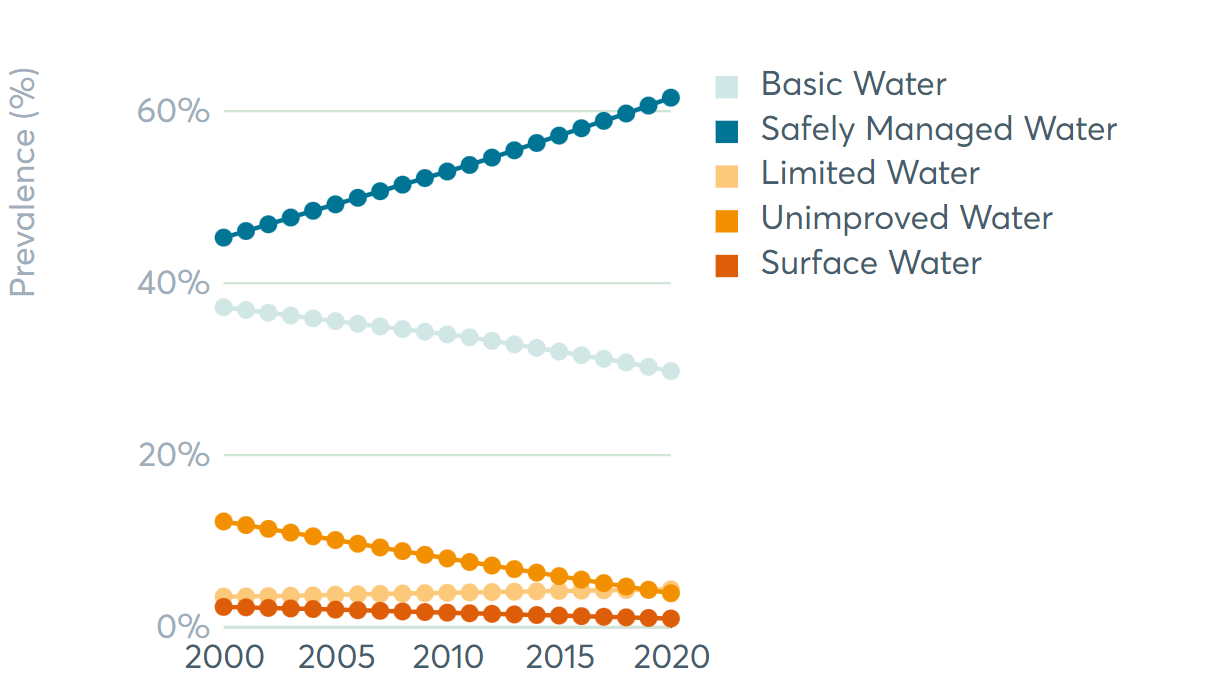 Prevalence (%)
60%
40%
20%
0%
2000 2005 2010 2015 2020
Basic Water
Safely Managed Water
Limited Water
Unimproved Water
Surface Water